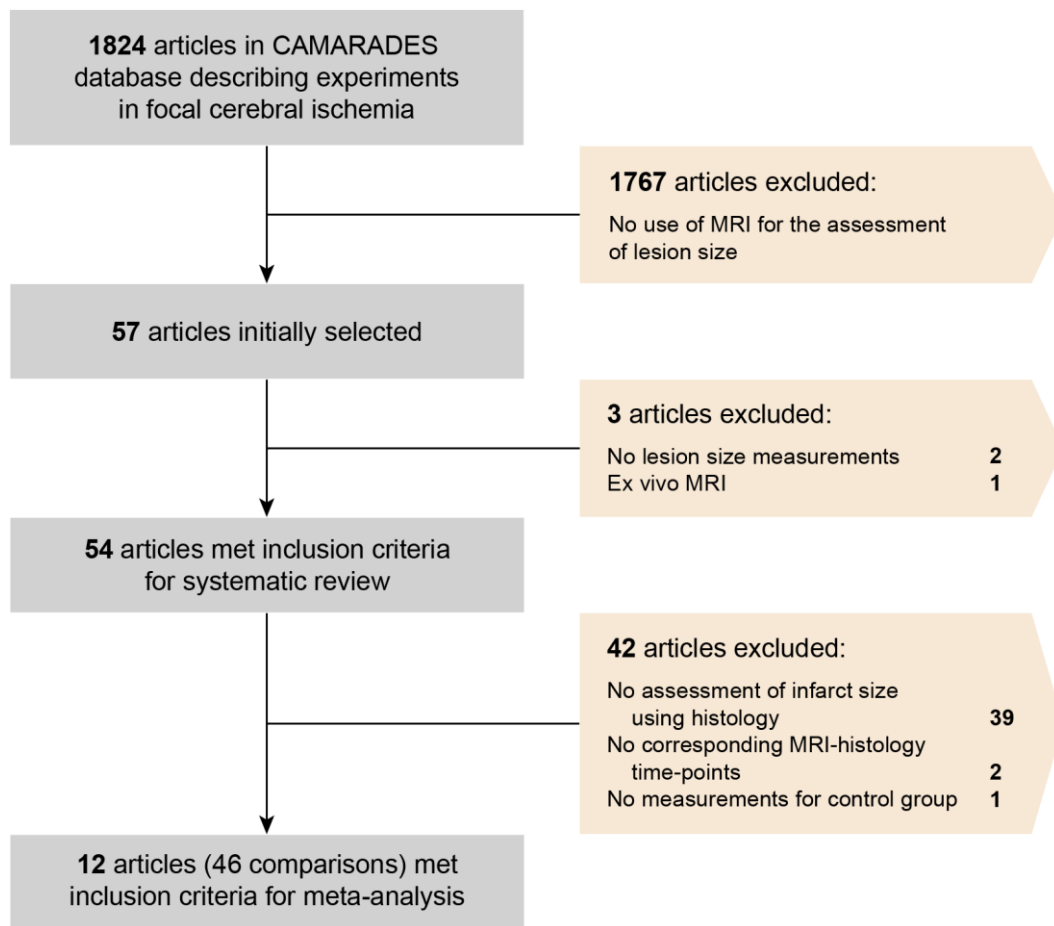 1824 articles in CAMARADES
database describing experiments
in focal cerebral ischemia
1767 articles excluded:
No use of MRI for the assessment
of lesion size
57 articles initially selected
3 articles excluded:
No lesion size measurements 2
Ex vivo MRI 1
54 articles met inclusion criteria
for systematic review
42 articles excluded:
No assessment of infarct size
using histology 39
No corresponding MRI-histology
time-points 2
No measurements for control group 1
12 articles (46 comparisons) met
inclusion criteria for meta-analysis